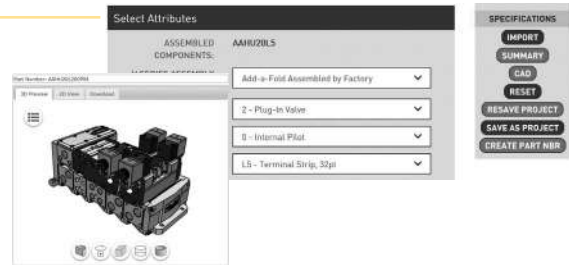 Select Attributes
ASSEMBLED COMPONENTS:
AAHU20LS
Add-a-Fold Assembled by Factory
2 - Plug-In Valve
0 - Internal Pilot
L5 - Terminal Strip, 32pt
3D Preview
2D View
Download
SPECIFICATIONS
IMPORT
SUMMARY
CAD
RESET
RESAVE PROJECT
SAVE AS PROJECT
CREATE PART NBR